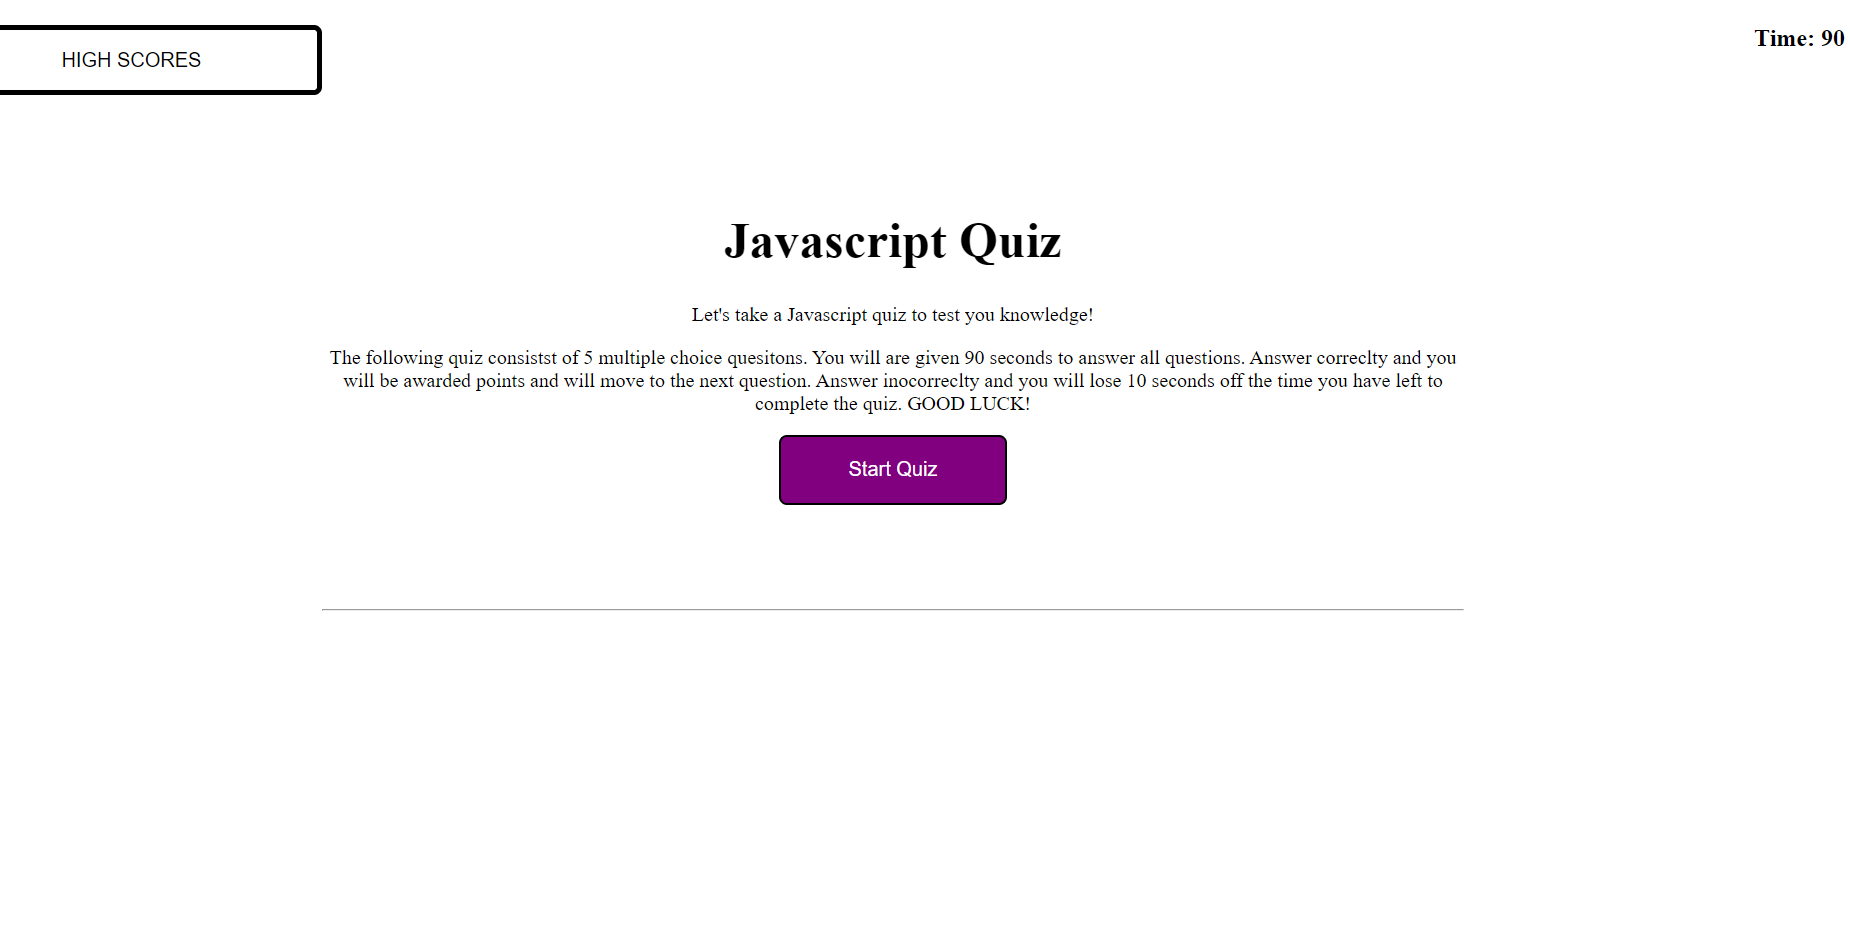 HIGH SCORES
Time: 90
Javascript Quiz
Let's take a Javascript quiz to test you knowledge!
The following quiz consistst of 5 multiple choice quesitons. You will are given 90 seconds to answer all questions. Answer correclty and you
will be awarded points and will move to the next question. Answer inocorreclty and you will lose 10 seconds off the time you have left to
complete the quiz. GOOD LUCK!
Start Quiz